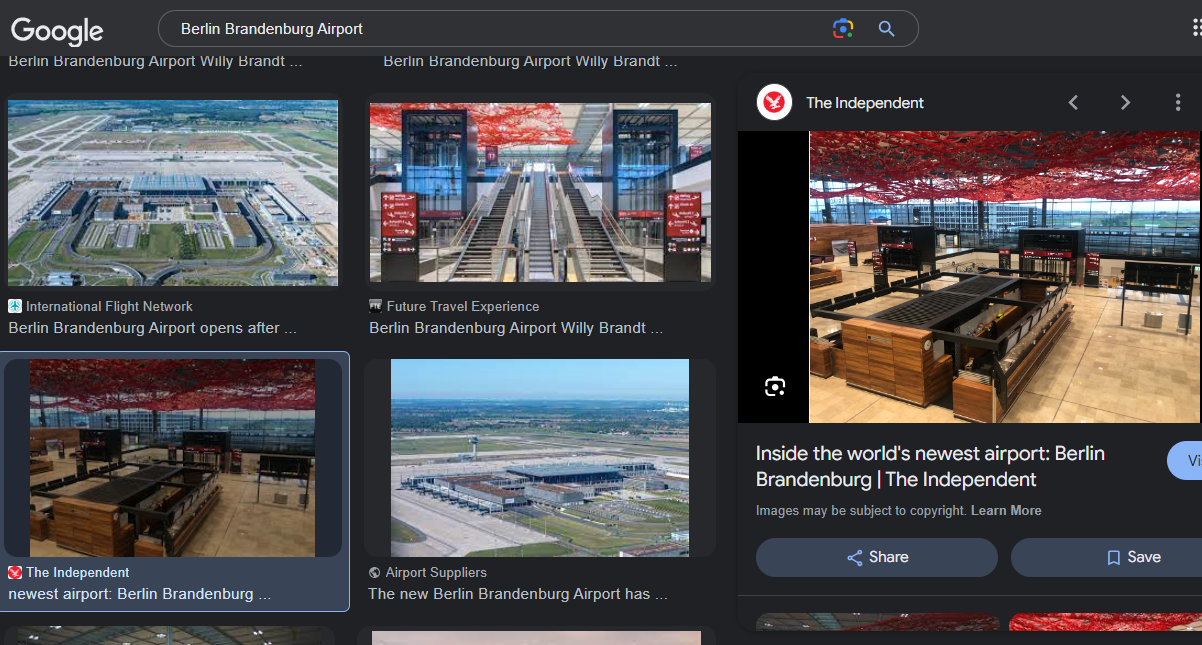 Google
Berlin Brandenburg Airport
Berlin Brandenburg Airport Willy Brandt ...
Berlin Brandenburg Airport Willy Brandt ...
International Flight Network
Berlin Brandenburg Airport opens after ...
FTE Future Travel Experience
Berlin Brandenburg Airport Willy Brandt ...
The Independent
newest airport: Berlin Brandenburg ...
Airport Suppliers
The new Berlin Brandenburg Airport has ...
The Independent
Inside the world's newest airport: Berlin
Brandenburg | The Independent
Vi
Images may be subject to copyright. Learn More
Share
Save